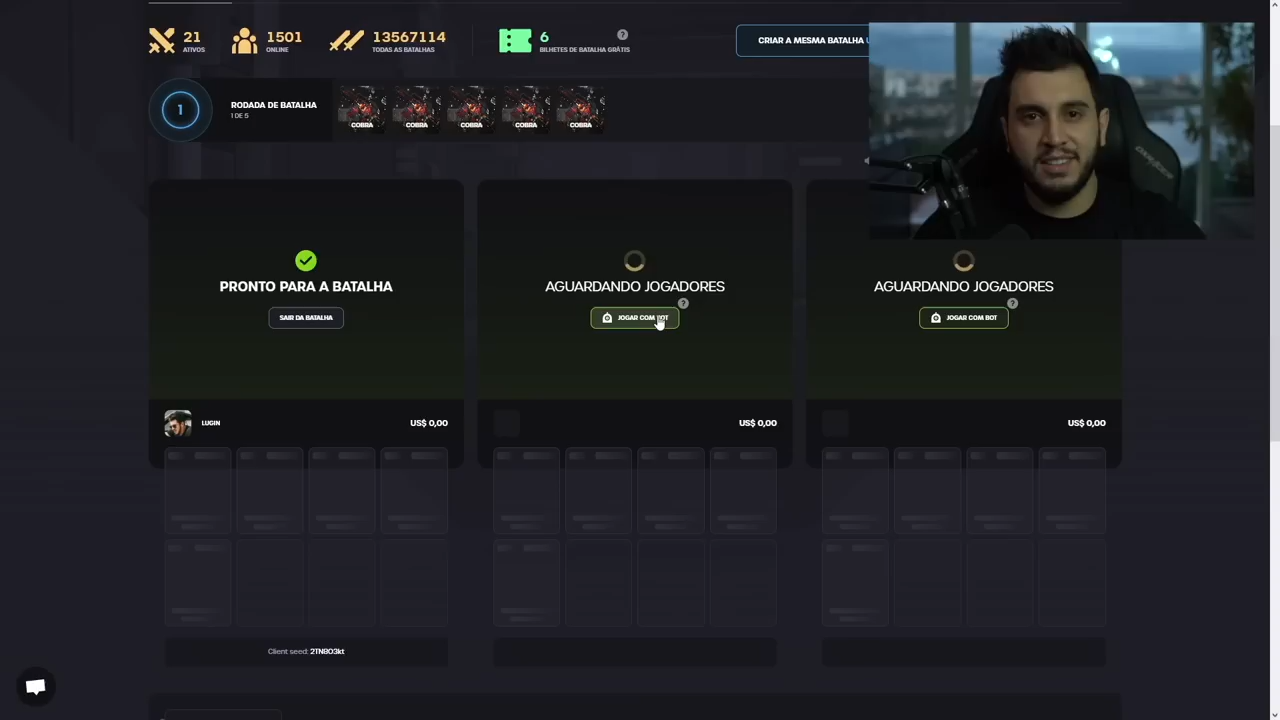 21
ATIVOS
1501
ONLINE
13567114
TODAS AS BATALHAS
6
BILHETES DE BATALHA GRÁTIS
?
CRIAR A MESMA BATALHA
1
RODADA DE BATALHA
1 DE 5
COBRA
COBRA
COBRA
COBRA
COBRA
PRONTO PARA A BATALHA
SAIR DA BATALHA
AGUARDANDO JOGADORES
?
JOGAR COM BOT
AGUARDANDO JOGADORES
?
JOGAR COM BOT
LUGIN
US$ 0,00
US$ 0,00
US$ 0,00
Client seed: 2TN8O3kt